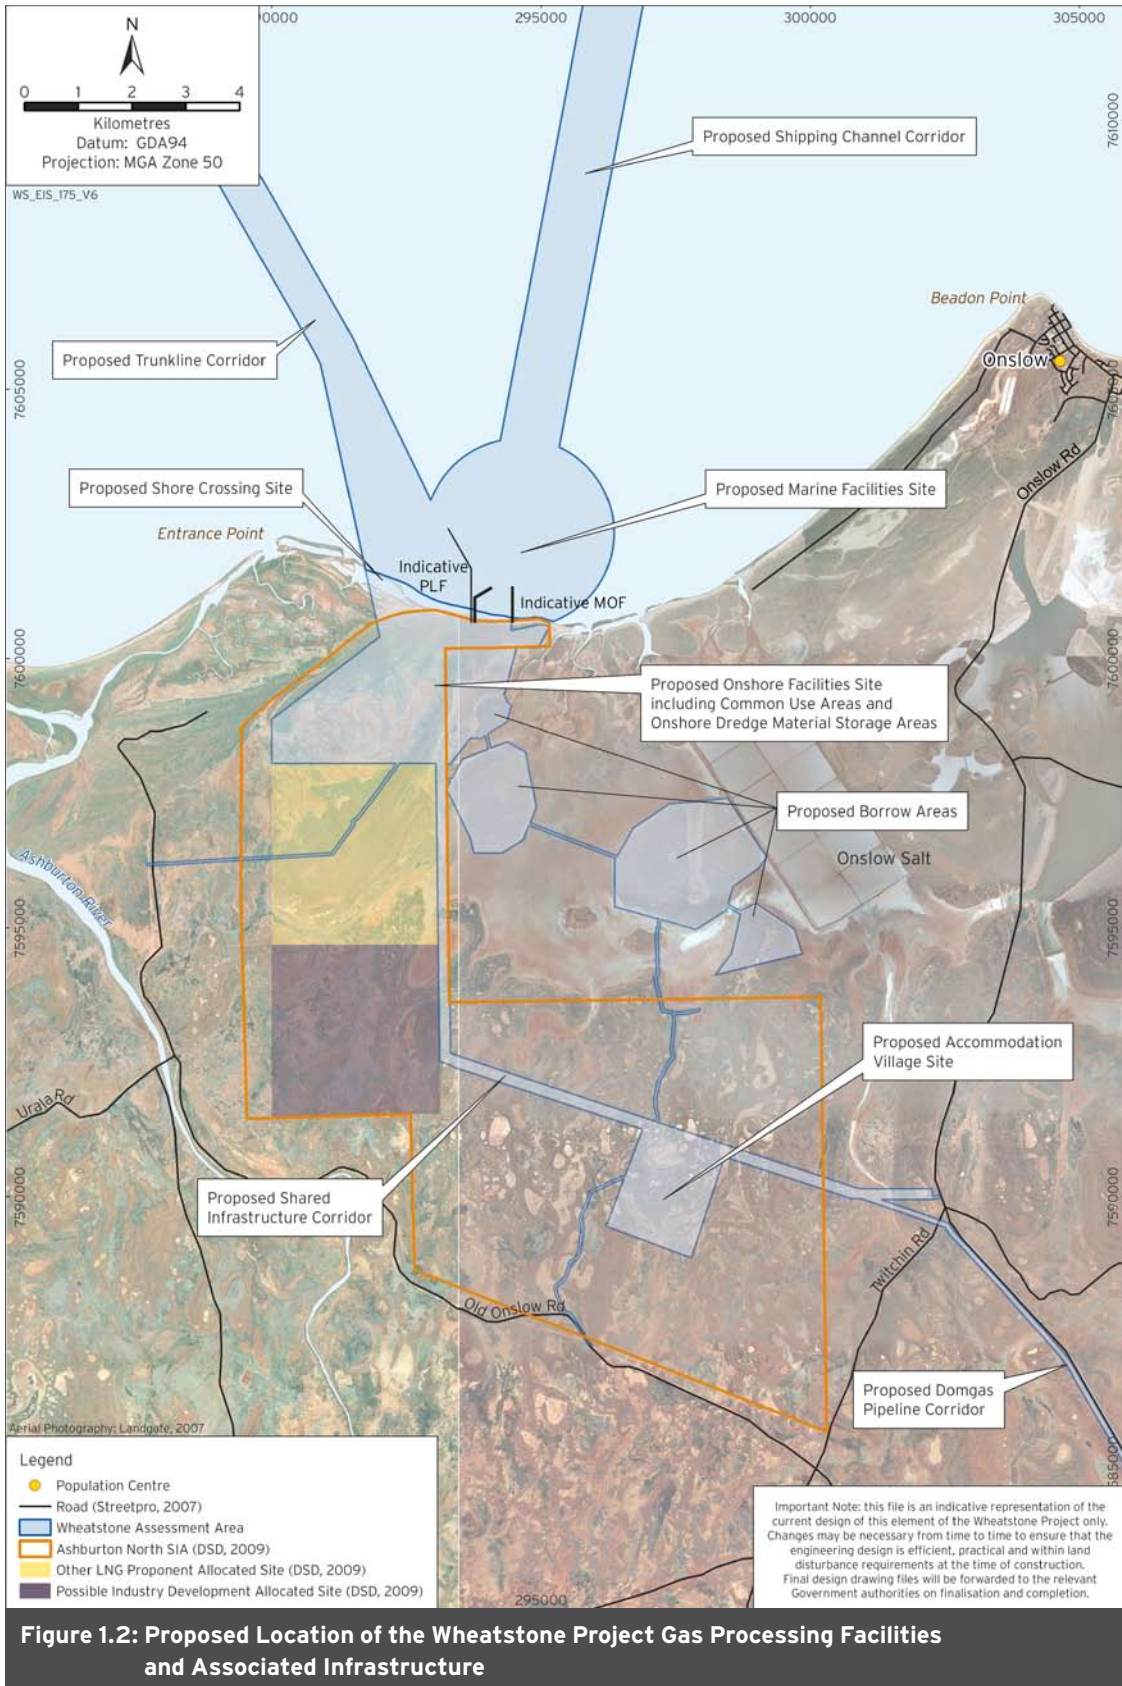 N
0 1 2 3 4
Kilometres
Datum: GDA94
Projection: MGA Zone 50
WS_EIS_175_V6
295000
300000
305000
7610000
Proposed Shipping Channel Corridor
Beadon Point
Onslow
Proposed Trunkline Corridor
7605000
Onslow Rd
Proposed Shore Crossing Site
Proposed Marine Facilities Site
Entrance Point
Indicative
PLF
Indicative MOF
7600000
7600000
Proposed Onshore Facilities Site
including Common Use Areas and
Onshore Dredge Material Storage Areas
Proposed Borrow Areas
Onslow Salt
Ashburton River
7595000
7595000
Proposed Accommodation
Village Site
Urala Rd
Proposed Shared
Infrastructure Corridor
7590000
7590000
Twitchin Rd
Old Onslow Rd
Proposed Domgas
Pipeline Corridor
Aerial Photography: Landgate, 2007
Legend
Population Centre
Road (Streetpro, 2007)
Wheatstone Assessment Area
Ashburton North SIA (DSD, 2009)
Other LNG Proponent Allocated Site (DSD, 2009)
Possible Industry Development Allocated Site (DSD, 2009)
295000
Important Note: this file is an indicative representation of the
current design of this element of the Wheatstone Project only.
Changes may be necessary from time to time to ensure that the
engineering design is efficient, practical and within land
disturbance requirements at the time of construction.
Final design drawing files will be forwarded to the relevant
Government authorities on finalisation and completion.
Figure 1.2: Proposed Location of the Wheatstone Project Gas Processing Facilities
and Associated Infrastructure